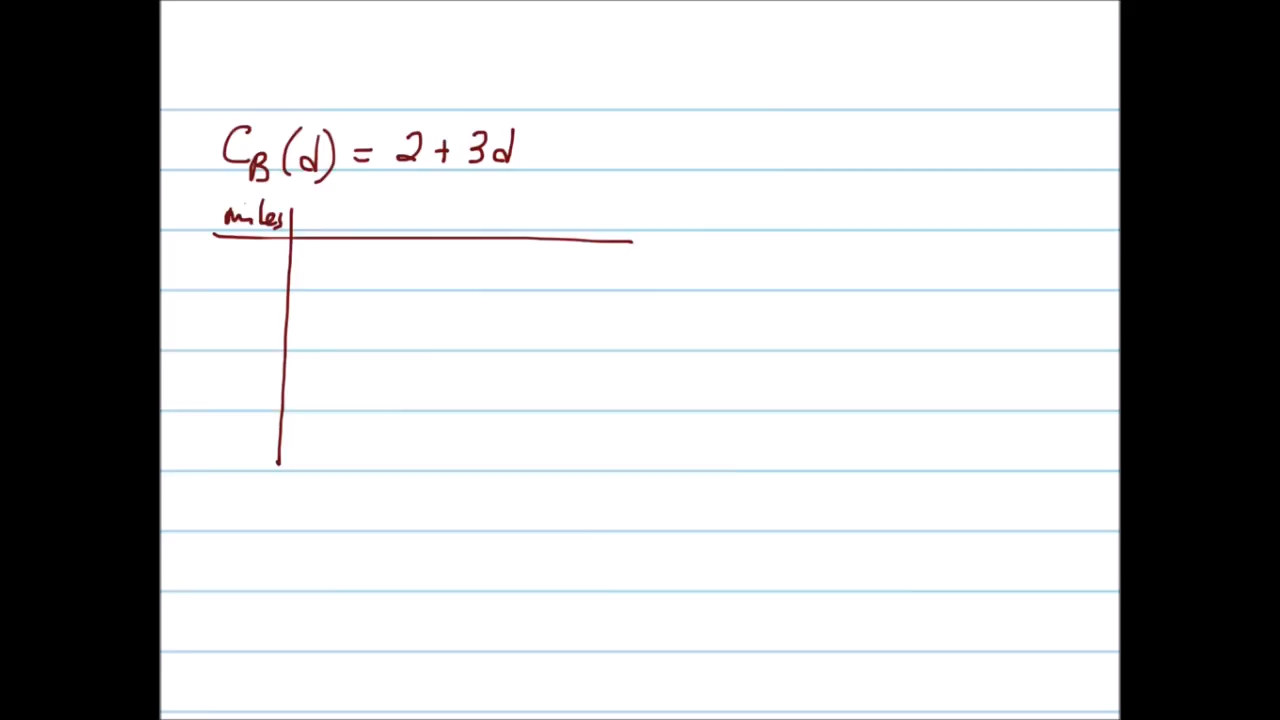 C_B(d) = 2 + 3d
miles